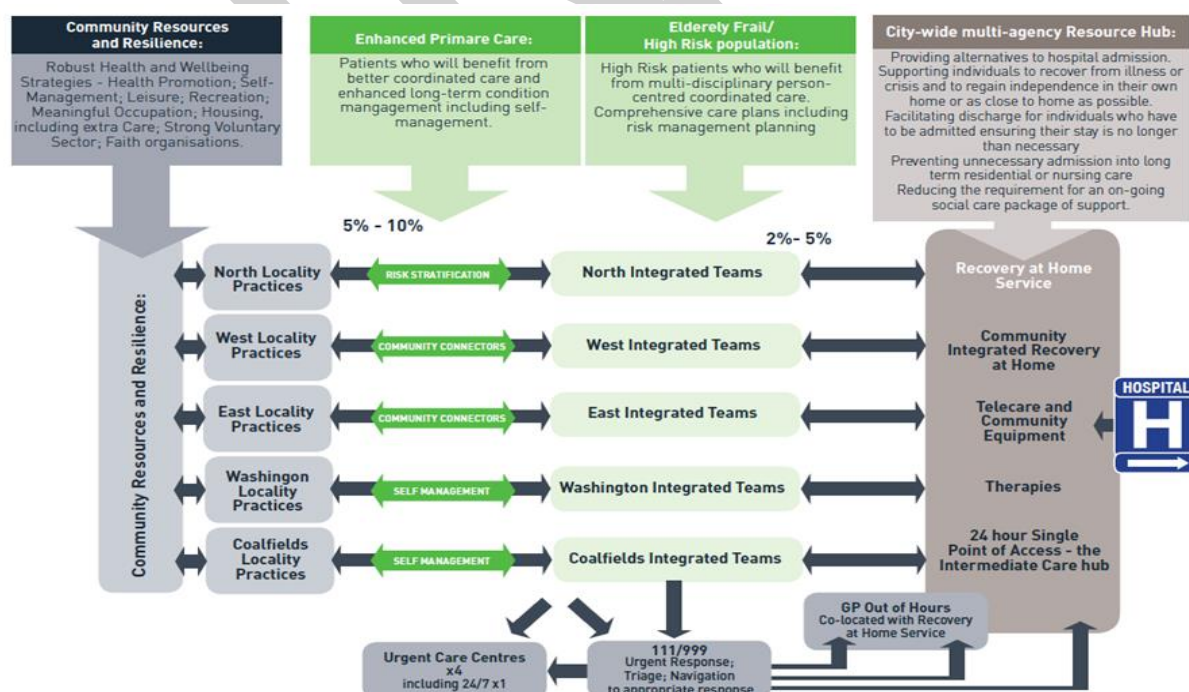 Community Resources
and Resilience:
Robust Health and Wellbeing
Strategies - Health Promotion; Self-
Management; Leisure; Recreation;
Meaningful Occupation; Housing,
including extra Care; Strong Voluntary
Sector; Faith organisations.
Enhanced Primare Care:
Patients who will benefit from
better coordinated care and
enhanced long-term condition
mangagement including self-
management.
Elderely Frail/
High Risk population:
High Risk patients who will benefit
from multi-disciplinary person-
centred coordinated care.
Comprehensive care plans including
risk management planning
City-wide multi-agency Resource Hub:
Providing alternatives to hospital admission.
Supporting individuals to recover from illness or
crisis and to regain independence in their own
home or as close to home as possible.
Facilitating discharge for individuals who have
to be admitted ensuring their stay is no longer
than necessary
Preventing unnecessary admission into long
term residential or nursing care
Reducing the requirement for an on-going
social care package of support.
5% - 10%
2%- 5%
Community Resources and Resilience:
North Locality
Practices
RISK STRATIFICATION
North Integrated Teams
Recovery at Home
Service
West Locality
Practices
COMMUNITY CONNECTORS
West Integrated Teams
Community
Integrated Recovery
at Home
East Locality
Practices
COMMUNITY CONNECTORS
East Integrated Teams
Telecare and
Community
Equipment
HOSPITAL
H
Washingon
Locality
Practices
SELF MANAGEMENT
Washington Integrated Teams
Therapies
Coalfields
Locality
Practices
SELF MANAGEMENT
Coalfields Integrated Teams
24 hour Single
Point of Access - the
Intermediate Care hub
GP Out of Hours
Co-located with Recovery
at Home Service
Urgent Care Centres
x4
including 24/7 x1
111/999
Urgent Response;
Triage; Navigation
to appropriate response